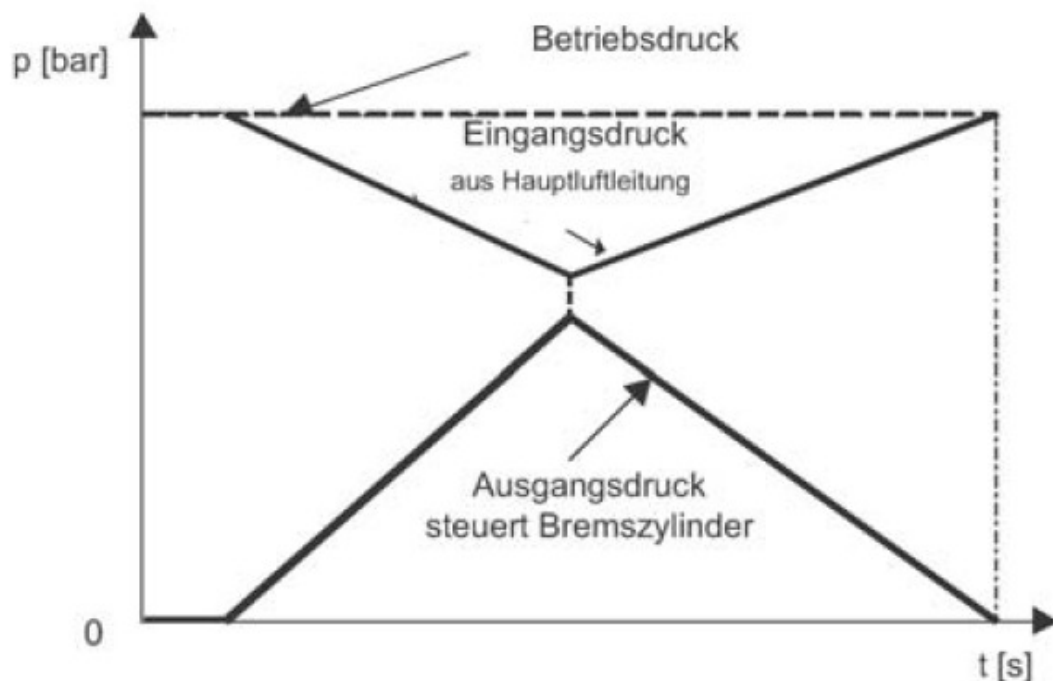 p [bar]
Betriebsdruck
Eingangsdruck
aus Hauptluftleitung
Ausgangsdruck
steuert Bremszylinder
0
t [s]